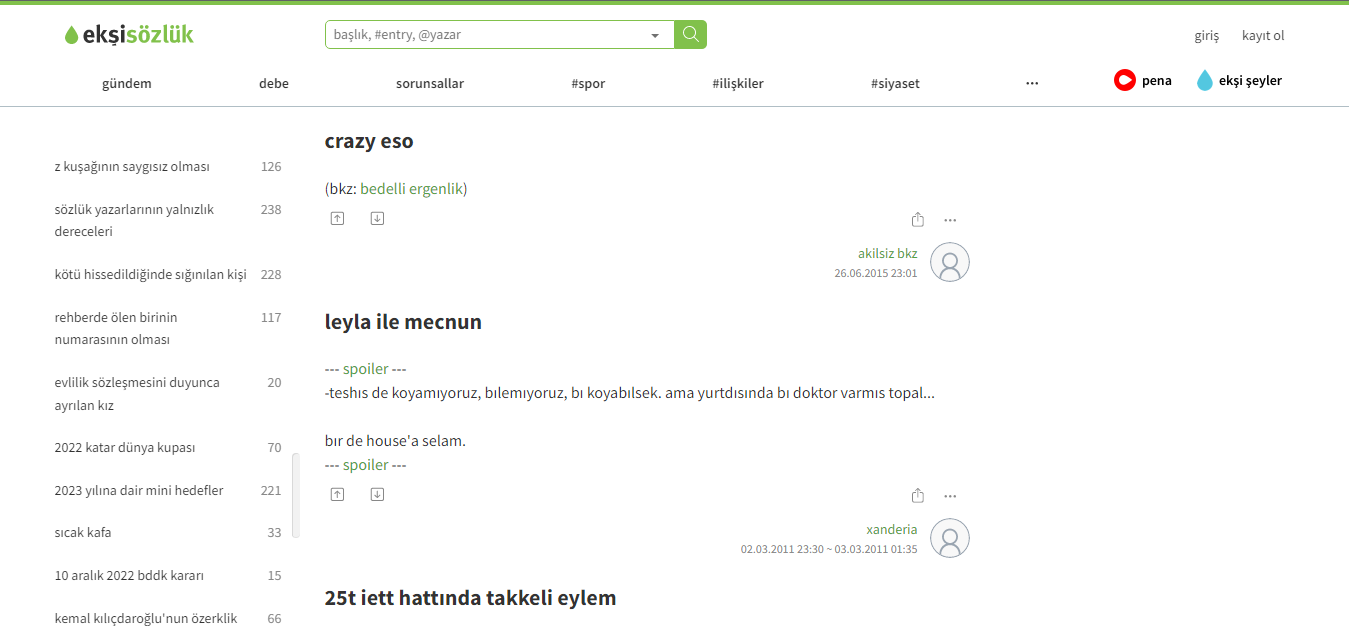 ekşisözlük
başlık, #entry, @yazar
giriş kayıt ol
gündem debe sorunsallar #spor #ilişkiler #siyaset ... pena ekşi şeyler
z kuşağının saygısız olması 126
sözlük yazarlarının yalnızlık 238
dereceleri
kötü hissedildiğinde sığınılan kişi 228
rehberde ölen birinin 117
numarasının olması
evlilik sözleşmesini duyunca 20
ayrılan kız
2022 katar dünya kupası 70
2023 yılına dair mini hedefler 221
sıcak kafa 33
10 aralık 2022 bddk kararı 15
kemal kılıçdaroğlu'nun özerklik 66
crazy eso
(bkz: bedelli ergenlik)
akilsiz bkz
26.06.2015 23:01
leyla ile mecnun
--- spoiler ---
-teshıs de koyamıyoruz, bılemıyoruz, bı koyabılsek. ama yurtdısında bı doktor varmıs topal...
bır de house'a selam.
--- spoiler ---
xanderia
02.03.2011 23:30 ~ 03.03.2011 01:35
25t iett hattında takkeli eylem